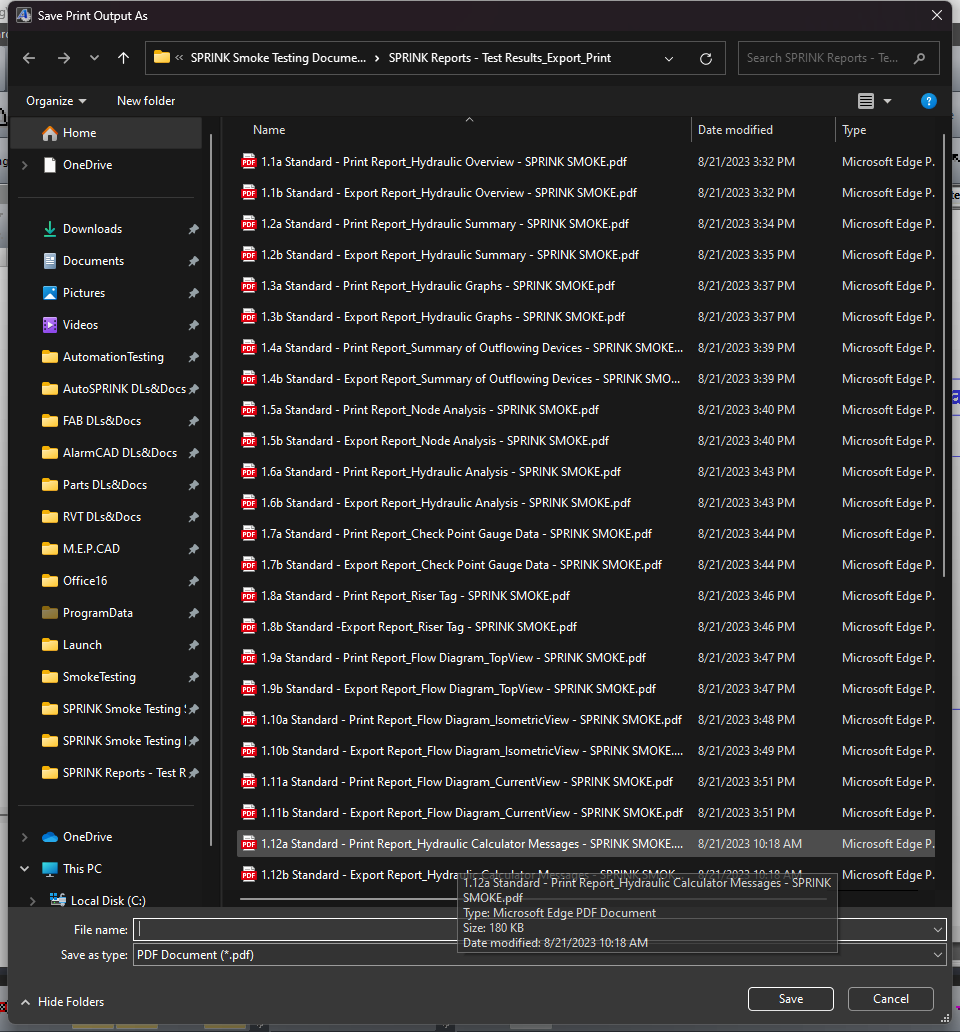 Save Print Output As
« SPRINK Smoke Testing Docume... › SPRINK Reports - Test Results_Export_Print
Search SPRINK Reports - Te...
Organize
New folder
Name
Date modified
Type
Home
OneDrive
Downloads
Documents
Pictures
Videos
AutomationTesting
AutoSPRINK DLs&Docs
FAB DLs&Docs
AlarmCAD DLs&Docs
Parts DLs&Docs
RVT DLs&Docs
M.E.P.CAD
Office16
ProgramData
Launch
SmokeTesting
SPRINK Smoke Testing
SPRINK Smoke Testing
SPRINK Reports - Test R
OneDrive
This PC
Local Disk (C:)
1.1a Standard - Print Report_Hydraulic Overview - SPRINK SMOKE.pdf 8/21/2023 3:32 PM Microsoft Edge P.
1.1b Standard - Export Report_Hydraulic Overview - SPRINK SMOKE.pdf 8/21/2023 3:32 PM Microsoft Edge P.
1.2a Standard - Print Report_Hydraulic Summary - SPRINK SMOKE.pdf 8/21/2023 3:34 PM Microsoft Edge P.
1.2b Standard - Export Report_Hydraulic Summary - SPRINK SMOKE.pdf 8/21/2023 3:35 PM Microsoft Edge P.
1.3a Standard - Print Report_Hydraulic Graphs - SPRINK SMOKE.pdf 8/21/2023 3:37 PM Microsoft Edge P.
1.3b Standard - Export Report_Hydraulic Graphs - SPRINK SMOKE.pdf 8/21/2023 3:37 PM Microsoft Edge P.
1.4a Standard - Print Report_Summary of Outflowing Devices - SPRINK SMOKE... 8/21/2023 3:39 PM Microsoft Edge P.
1.4b Standard - Export Report_Summary of Outflowing Devices - SPRINK SMO... 8/21/2023 3:39 PM Microsoft Edge P.
1.5a Standard - Print Report_Node Analysis - SPRINK SMOKE.pdf 8/21/2023 3:40 PM Microsoft Edge P.
1.5b Standard - Export Report_Node Analysis - SPRINK SMOKE.pdf 8/21/2023 3:40 PM Microsoft Edge P.
1.6a Standard - Print Report_Hydraulic Analysis - SPRINK SMOKE.pdf 8/21/2023 3:43 PM Microsoft Edge P.
1.6b Standard - Export Report_Hydraulic Analysis - SPRINK SMOKE.pdf 8/21/2023 3:43 PM Microsoft Edge P.
1.7a Standard - Print Report_Check Point Gauge Data - SPRINK SMOKE.pdf 8/21/2023 3:44 PM Microsoft Edge P.
1.7b Standard - Export Report_Check Point Gauge Data - SPRINK SMOKE.pdf 8/21/2023 3:44 PM Microsoft Edge P.
1.8a Standard - Print Report_Riser Tag - SPRINK SMOKE.pdf 8/21/2023 3:46 PM Microsoft Edge P.
1.8b Standard -Export Report_Riser Tag - SPRINK SMOKE.pdf 8/21/2023 3:46 PM Microsoft Edge P.
1.9a Standard - Print Report_Flow Diagram_TopView - SPRINK SMOKE.pdf 8/21/2023 3:47 PM Microsoft Edge P.
1.9b Standard - Export Report_Flow Diagram_TopView - SPRINK SMOKE.pdf 8/21/2023 3:47 PM Microsoft Edge P.
1.10a Standard - Print Report_Flow Diagram_IsometricView - SPRINK SMOKE.pdf 8/21/2023 3:48 PM Microsoft Edge P.
1.10b Standard - Export Report_Flow Diagram_IsometricView - SPRINK SMOKE.... 8/21/2023 3:49 PM Microsoft Edge P.
1.11a Standard - Print Report_Flow Diagram_CurrentView - SPRINK SMOKE.pdf 8/21/2023 3:51 PM Microsoft Edge P.
1.11b Standard - Export Report_Flow Diagram_CurrentView - SPRINK SMOKE.pdf 8/21/2023 3:51 PM Microsoft Edge P.
1.12a Standard - Print Report_Hydraulic Calculator Messages - SPRINK SMOKE.... 8/21/2023 10:18 AM Microsoft Edge P.
1.12b Standard - Export Report_Hydraulic Calculator Messages - SPRINK SMOK... 8/21/2023 10:18 AM Microsoft Edge P.
1.12a Standard - Print Report_Hydraulic Calculator Messages - SPRINK
SMOKE.pdf
Type: Microsoft Edge PDF Document
Size: 180 KB
Date modified: 8/21/2023 10:18 AM
File name:
Save as type: PDF Document (*.pdf)
Hide Folders
Save
Cancel